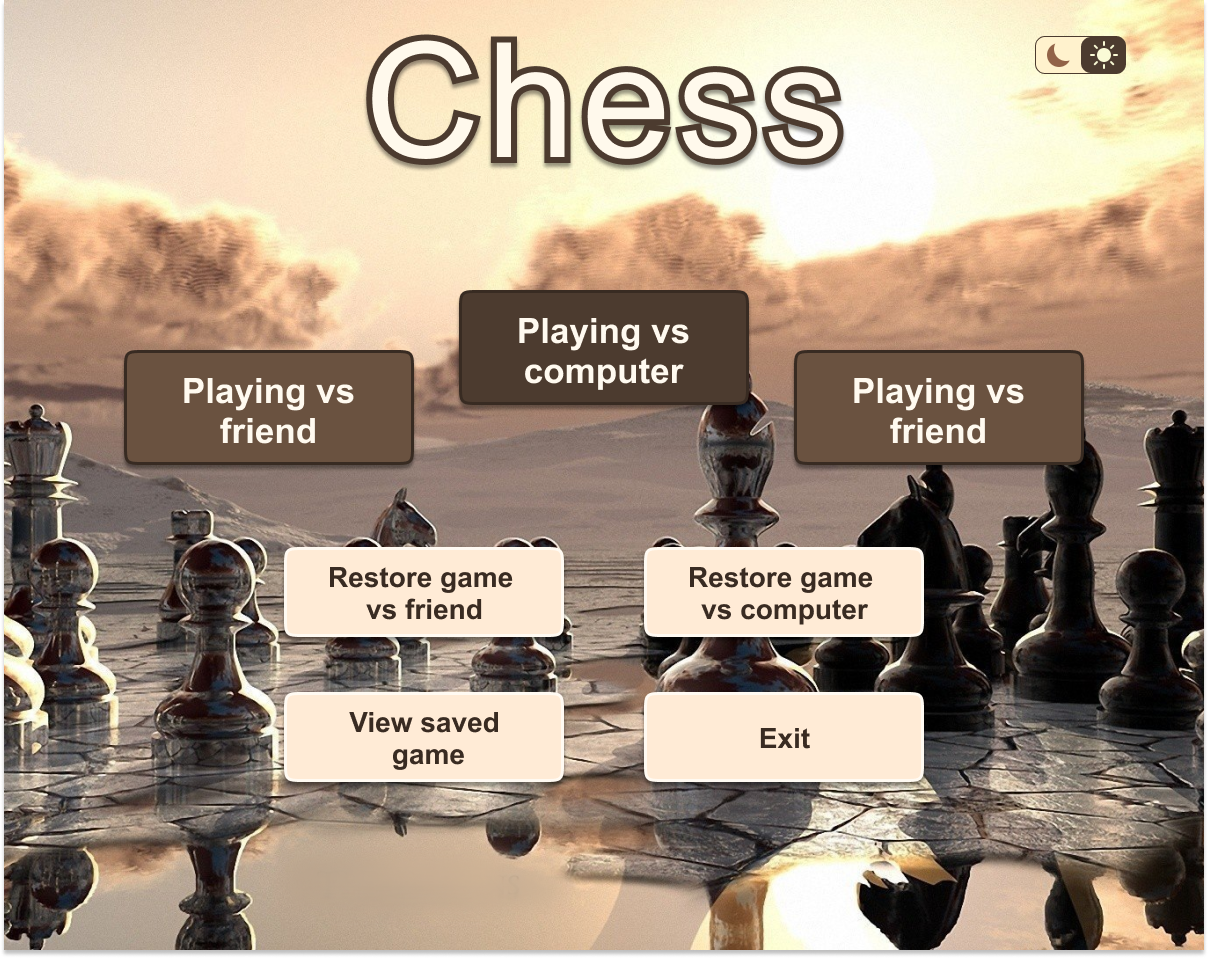 Chess
Playing vs
computer
Playing vs
friend
Playing vs
friend
Restore game
vs friend
Restore game
vs computer
View saved
game
Exit